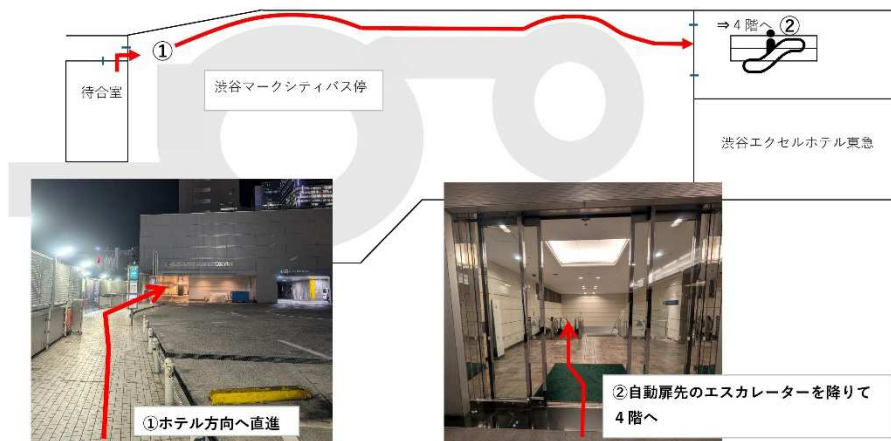 ①
⇒４階へ ②
待合室
渋谷マークシティバス停
渋谷エクセルホテル東急
①ホテル方向へ直進
②自動扉先のエスカレーターを降りて
４階へ